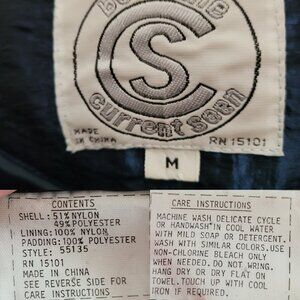 current seen
MADE
IN CHINA
RN 15101
M
CONTENTS
SHELL: 51% NYLON
49% POLYESTER
LINING: 100% NYLON
PADDING: 100% POLYESTER
STYLE: 55135
RN 15101
MADE IN CHINA
SEE REVERSE SIDE FOR
CARE INSTRUCTIONS
CARE INSTRUCTIONS
MACHINE WASH DELICATE CYCLE
OR HANDWASH IN COOL WATER
WITH MILD SOAP OR DETERGENT.
WASH WITH SIMILAR COLORS. USE
NON-CHLORINE BLEACH ONLY
WHEN NEEDED. DO NOT WRING.
HANG DRY OR DRY FLAT ON
TOWEL. TOUCH UP WITH COOL
IRON IF REQUIRED.